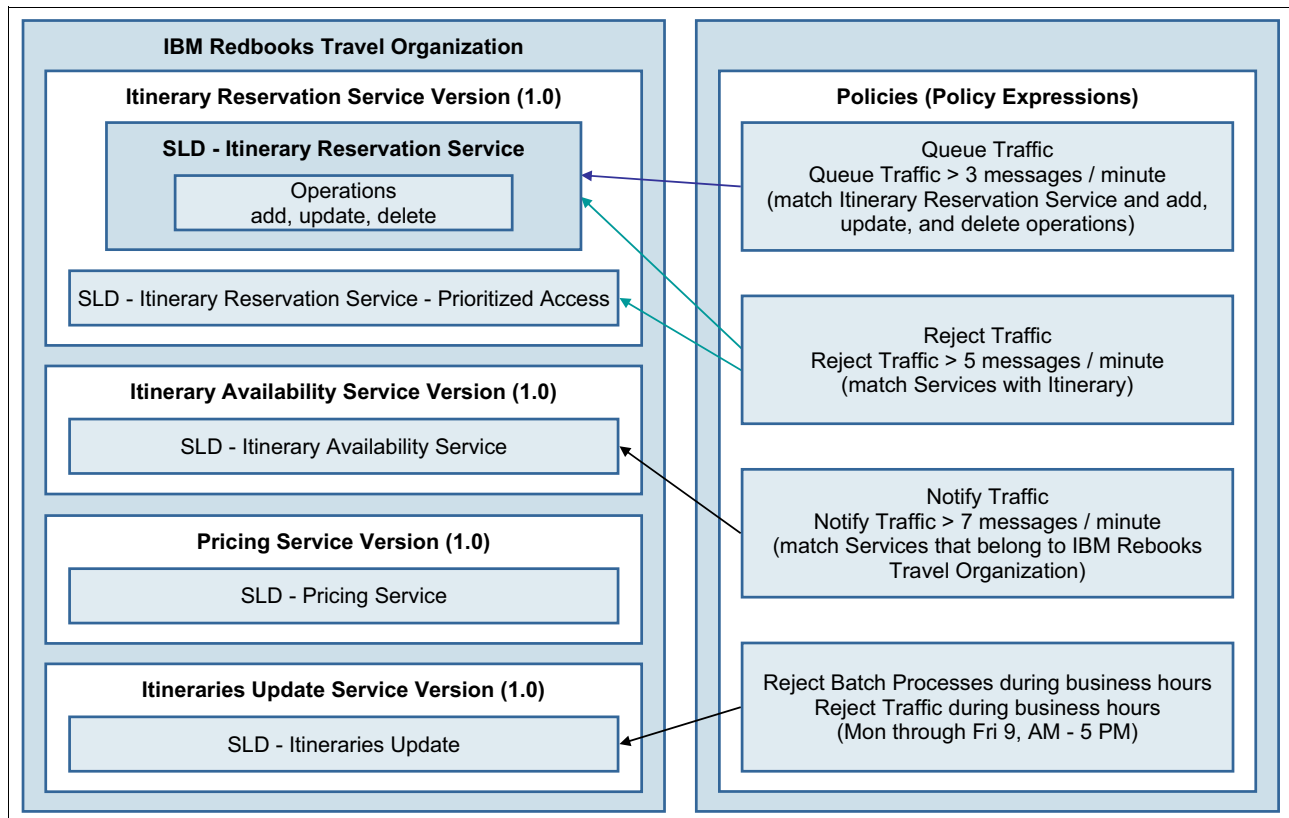 IBM Redbooks Travel Organization
Itinerary Reservation Service Version (1.0)
SLD - Itinerary Reservation Service
Operations
add, update, delete
SLD - Itinerary Reservation Service - Prioritized Access
Itinerary Availability Service Version (1.0)
SLD - Itinerary Availability Service
Pricing Service Version (1.0)
SLD - Pricing Service
Itineraries Update Service Version (1.0)
SLD - Itineraries Update
Policies (Policy Expressions)
Queue Traffic
Queue Traffic > 3 messages / minute
(match Itinerary Reservation Service and add,
update, and delete operations)
Reject Traffic
Reject Traffic > 5 messages / minute
(match Services with Itinerary)
Notify Traffic
Notify Traffic > 7 messages / minute
(match Services that belong to IBM Rebooks
Travel Organization)
Reject Batch Processes during business hours
Reject Traffic during business hours
(Mon through Fri 9, AM - 5 PM)